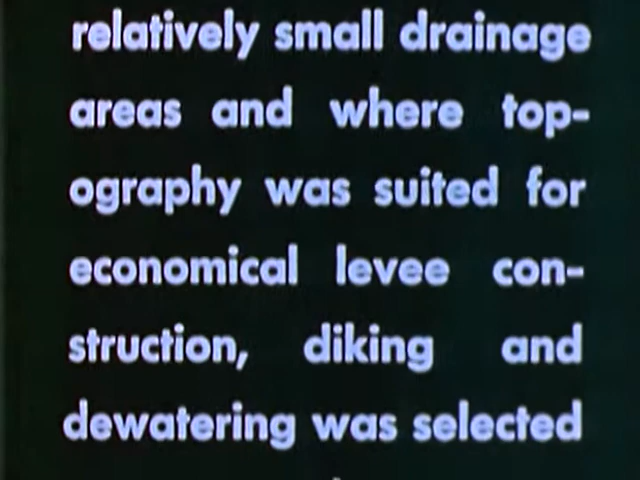 relatively small drainage
areas and where top-
ography was suited for
economical levee con-
struction, diking and
dewatering was selected